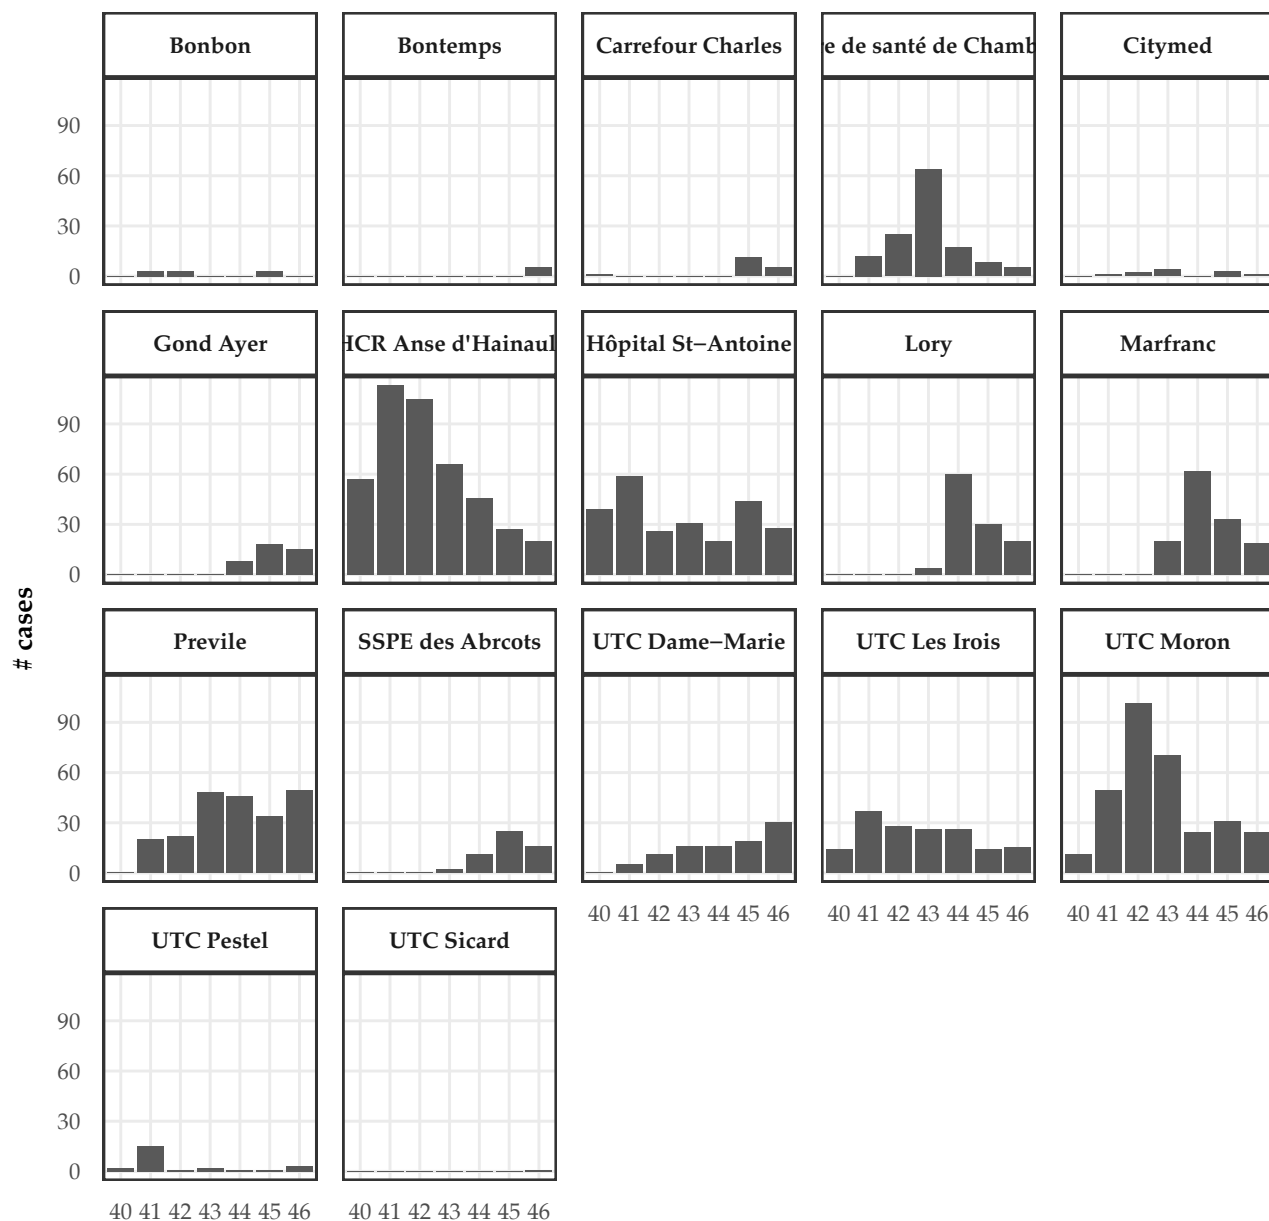 Bonbon Bontemps Carrefour Charles e de santé de Chamb Citymed
90
60
30
0
Gond Ayer HCR Anse d'Hainaul Hôpital St−Antoine Lory Marfranc
90
60
30
0
# cases
Previle SSPE des Abrcots UTC Dame−Marie UTC Les Irois UTC Moron
90
60
30
0
40 41 42 43 44 45 46 40 41 42 43 44 45 46 40 41 42 43 44 45 46
UTC Pestel UTC Sicard
90
60
30
0
40 41 42 43 44 45 46 40 41 42 43 44 45 46